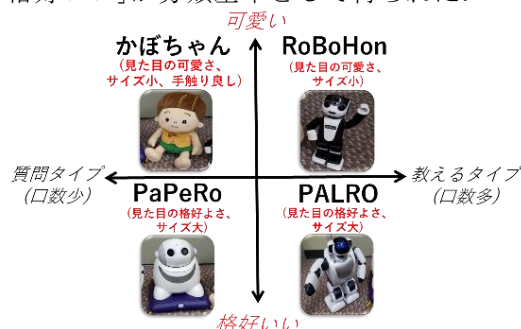 可愛い
かぼちゃん
(見た目の可愛さ、
サイズ小、手触り良し)
RoBoHon
(見た目の可愛さ、
サイズ小)
質問タイプ
(口数少)
教えるタイプ
(口数多)
PaPeRo
(見た目の格好よさ、
サイズ大)
PALRO
(見た目の格好よさ、
サイズ大)
格好いい